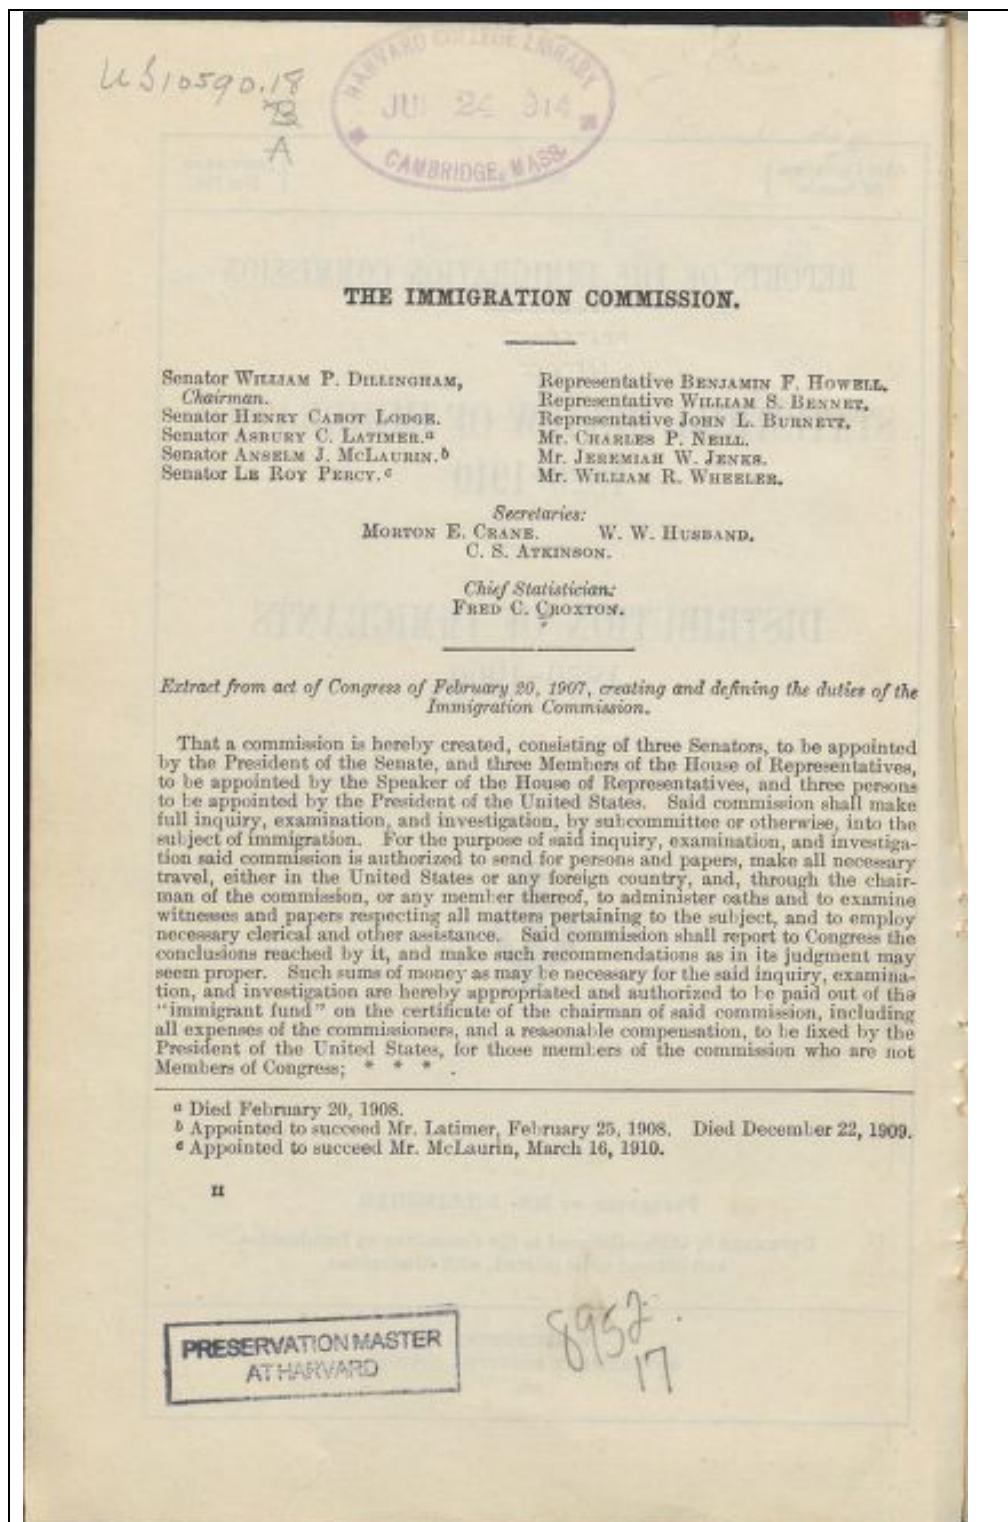 US10590.18
B
A
HARVARD COLLEGE LIBRARY
JUL 24 1914
CAMBRIDGE, MASS.
THE IMMIGRATION COMMISSION.
Senator WILLIAM P. DILLINGHAM,
Chairman.
Senator HENRY CABOT LODGE.
Senator ASBURY C. LATIMER.a
Senator ANSELM J. MCLAURIN.b
Senator LE ROY PERCY.c
Representative BENJAMIN F. HOWELL.
Representative WILLIAM S. BENNET.
Representative JOHN L. BURNETT.
Mr. CHARLES P. NEILL.
Mr. JEREMIAH W. JENKS.
Mr. WILLIAM R. WHEELER.
Secretaries:
MORTON E. CRANE. W. W. HUSBAND.
C. S. ATKINSON.
Chief Statistician:
FRED C. CROXTON.
Extract from act of Congress of February 20, 1907, creating and defining the duties of the
Immigration Commission.
That a commission is hereby created, consisting of three Senators, to be appointed
by the President of the Senate, and three Members of the House of Representatives,
to be appointed by the Speaker of the House of Representatives, and three persons
to be appointed by the President of the United States. Said commission shall make
full inquiry, examination, and investigation, by subcommittee or otherwise, into the
subject of immigration. For the purpose of said inquiry, examination, and investiga-
tion said commission is authorized to send for persons and papers, make all necessary
travel, either in the United States or any foreign country, and, through the chair-
man of the commission, or any member thereof, to administer oaths and to examine
witnesses and papers respecting all matters pertaining to the subject, and to employ
necessary clerical and other assistance. Said commission shall report to Congress the
conclusions reached by it, and make such recommendations as in its judgment may
seem proper. Such sums of money as may be necessary for the said inquiry, examina-
tion, and investigation are hereby appropriated and authorized to be paid out of the
"immigrant fund" on the certificate of the chairman of said commission, including
all expenses of the commissioners, and a reasonable compensation, to be fixed by the
President of the United States, for those members of the commission who are not
Members of Congress; * * * .
a Died February 20, 1908.
b Appointed to succeed Mr. Latimer, February 25, 1908. Died December 22, 1909.
c Appointed to succeed Mr. McLaurin, March 16, 1910.
II
PRESERVATION MASTER
AT HARVARD
8952
17